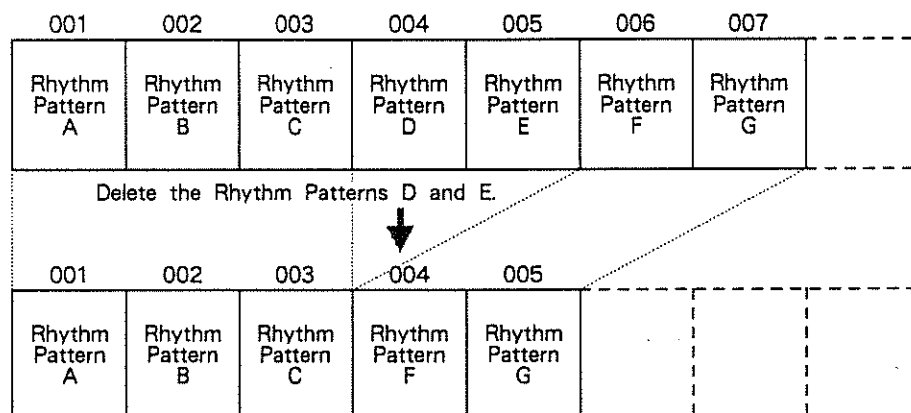 001 002 003 004 005 006 007
Rhythm Pattern A Rhythm Pattern B Rhythm Pattern C Rhythm Pattern D Rhythm Pattern E Rhythm Pattern F Rhythm Pattern G
Delete the Rhythm Patterns D and E.
001 002 003 004 005
Rhythm Pattern A Rhythm Pattern B Rhythm Pattern C Rhythm Pattern F Rhythm Pattern G